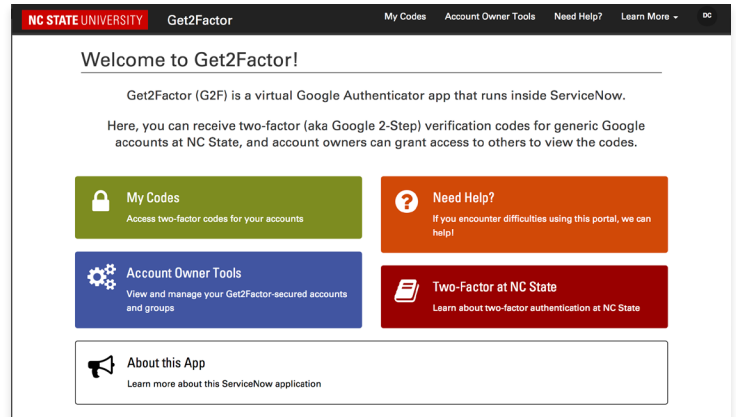 NC STATE UNIVERSITY Get2Factor My Codes Account Owner Tools Need Help? Learn More DC
Welcome to Get2Factor!
Get2Factor (G2F) is a virtual Google Authenticator app that runs inside ServiceNow.
Here, you can receive two-factor (aka Google 2-Step) verification codes for generic Google
accounts at NC State, and account owners can grant access to others to view the codes.
My Codes
Access two-factor codes for your accounts
Need Help?
If you encounter difficulties using this portal, we can
help!
Account Owner Tools
View and manage your Get2Factor-secured accounts
and groups
Two-Factor at NC State
Learn about two-factor authentication at NC State
About this App
Learn more about this ServiceNow application